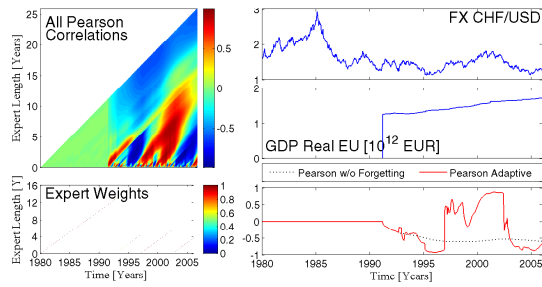 All Pearson
Correlations
Expert Length [Years]
25
20
15
10
5
0
0.5
0
-0.5
Expert Weights
Expert Length [Y]
16
12
8
4
0
1980 1985 1990 1995 2000 2005
Time [Years]
1
0.8
0.6
0.4
0.2
0
FX CHF/USD
3
2
1
GDP Real EU [10^12 EUR]
2
1
0
Pearson w/o Forgetting
Pearson Adaptive
1
0.5
0
-0.5
-1
1980 1985 1990 1995 2000 2005
Time [Years]